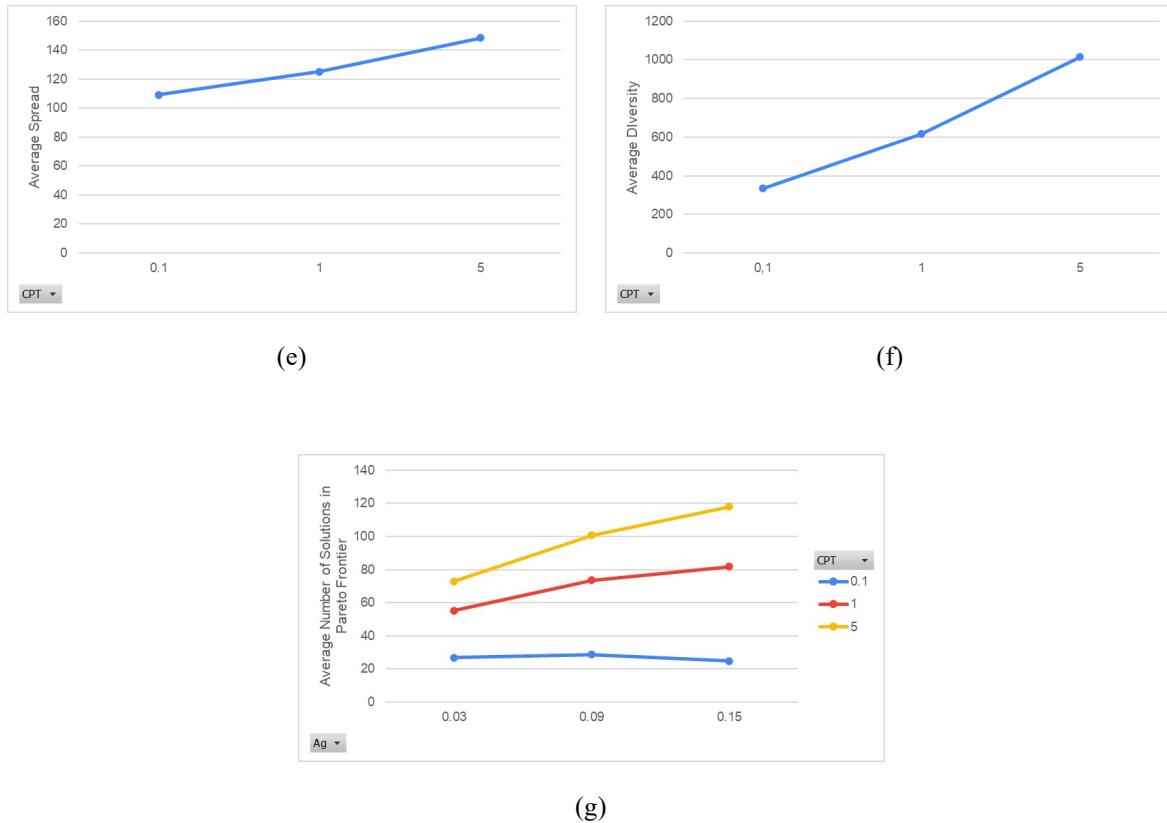 160
140
120
100
80
60
40
20
0
Average Spread
0.1 1 5
CPT
(e)
1200
1000
800
600
400
200
0
Average DIversity
0,1 1 5
CPT
(f)
140
120
100
80
60
40
20
0
Average Number of Solutions in
Pareto Frontier
0.03 0.09 0.15
Ag
CPT
0.1
1
5
(g)